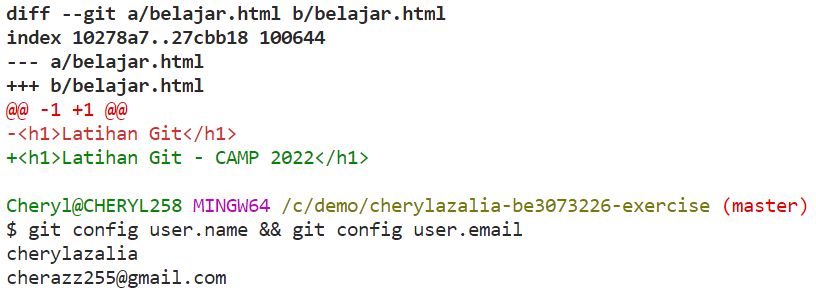 diff --git a/belajar.html b/belajar.html
index 10278a7..27cbb18 100644
--- a/belajar.html
+++ b/belajar.html
@@ -1 +1 @@
-<h1>Latihan Git</h1>
+<h1>Latihan Git - CAMP 2022</h1>
Cheryl@CHERYL258 MINGW64 /c/demo/cherylazalia-be3073226-exercise (master)
$ git config user.name && git config user.email
cherylazalia
cherazz255@gmail.com